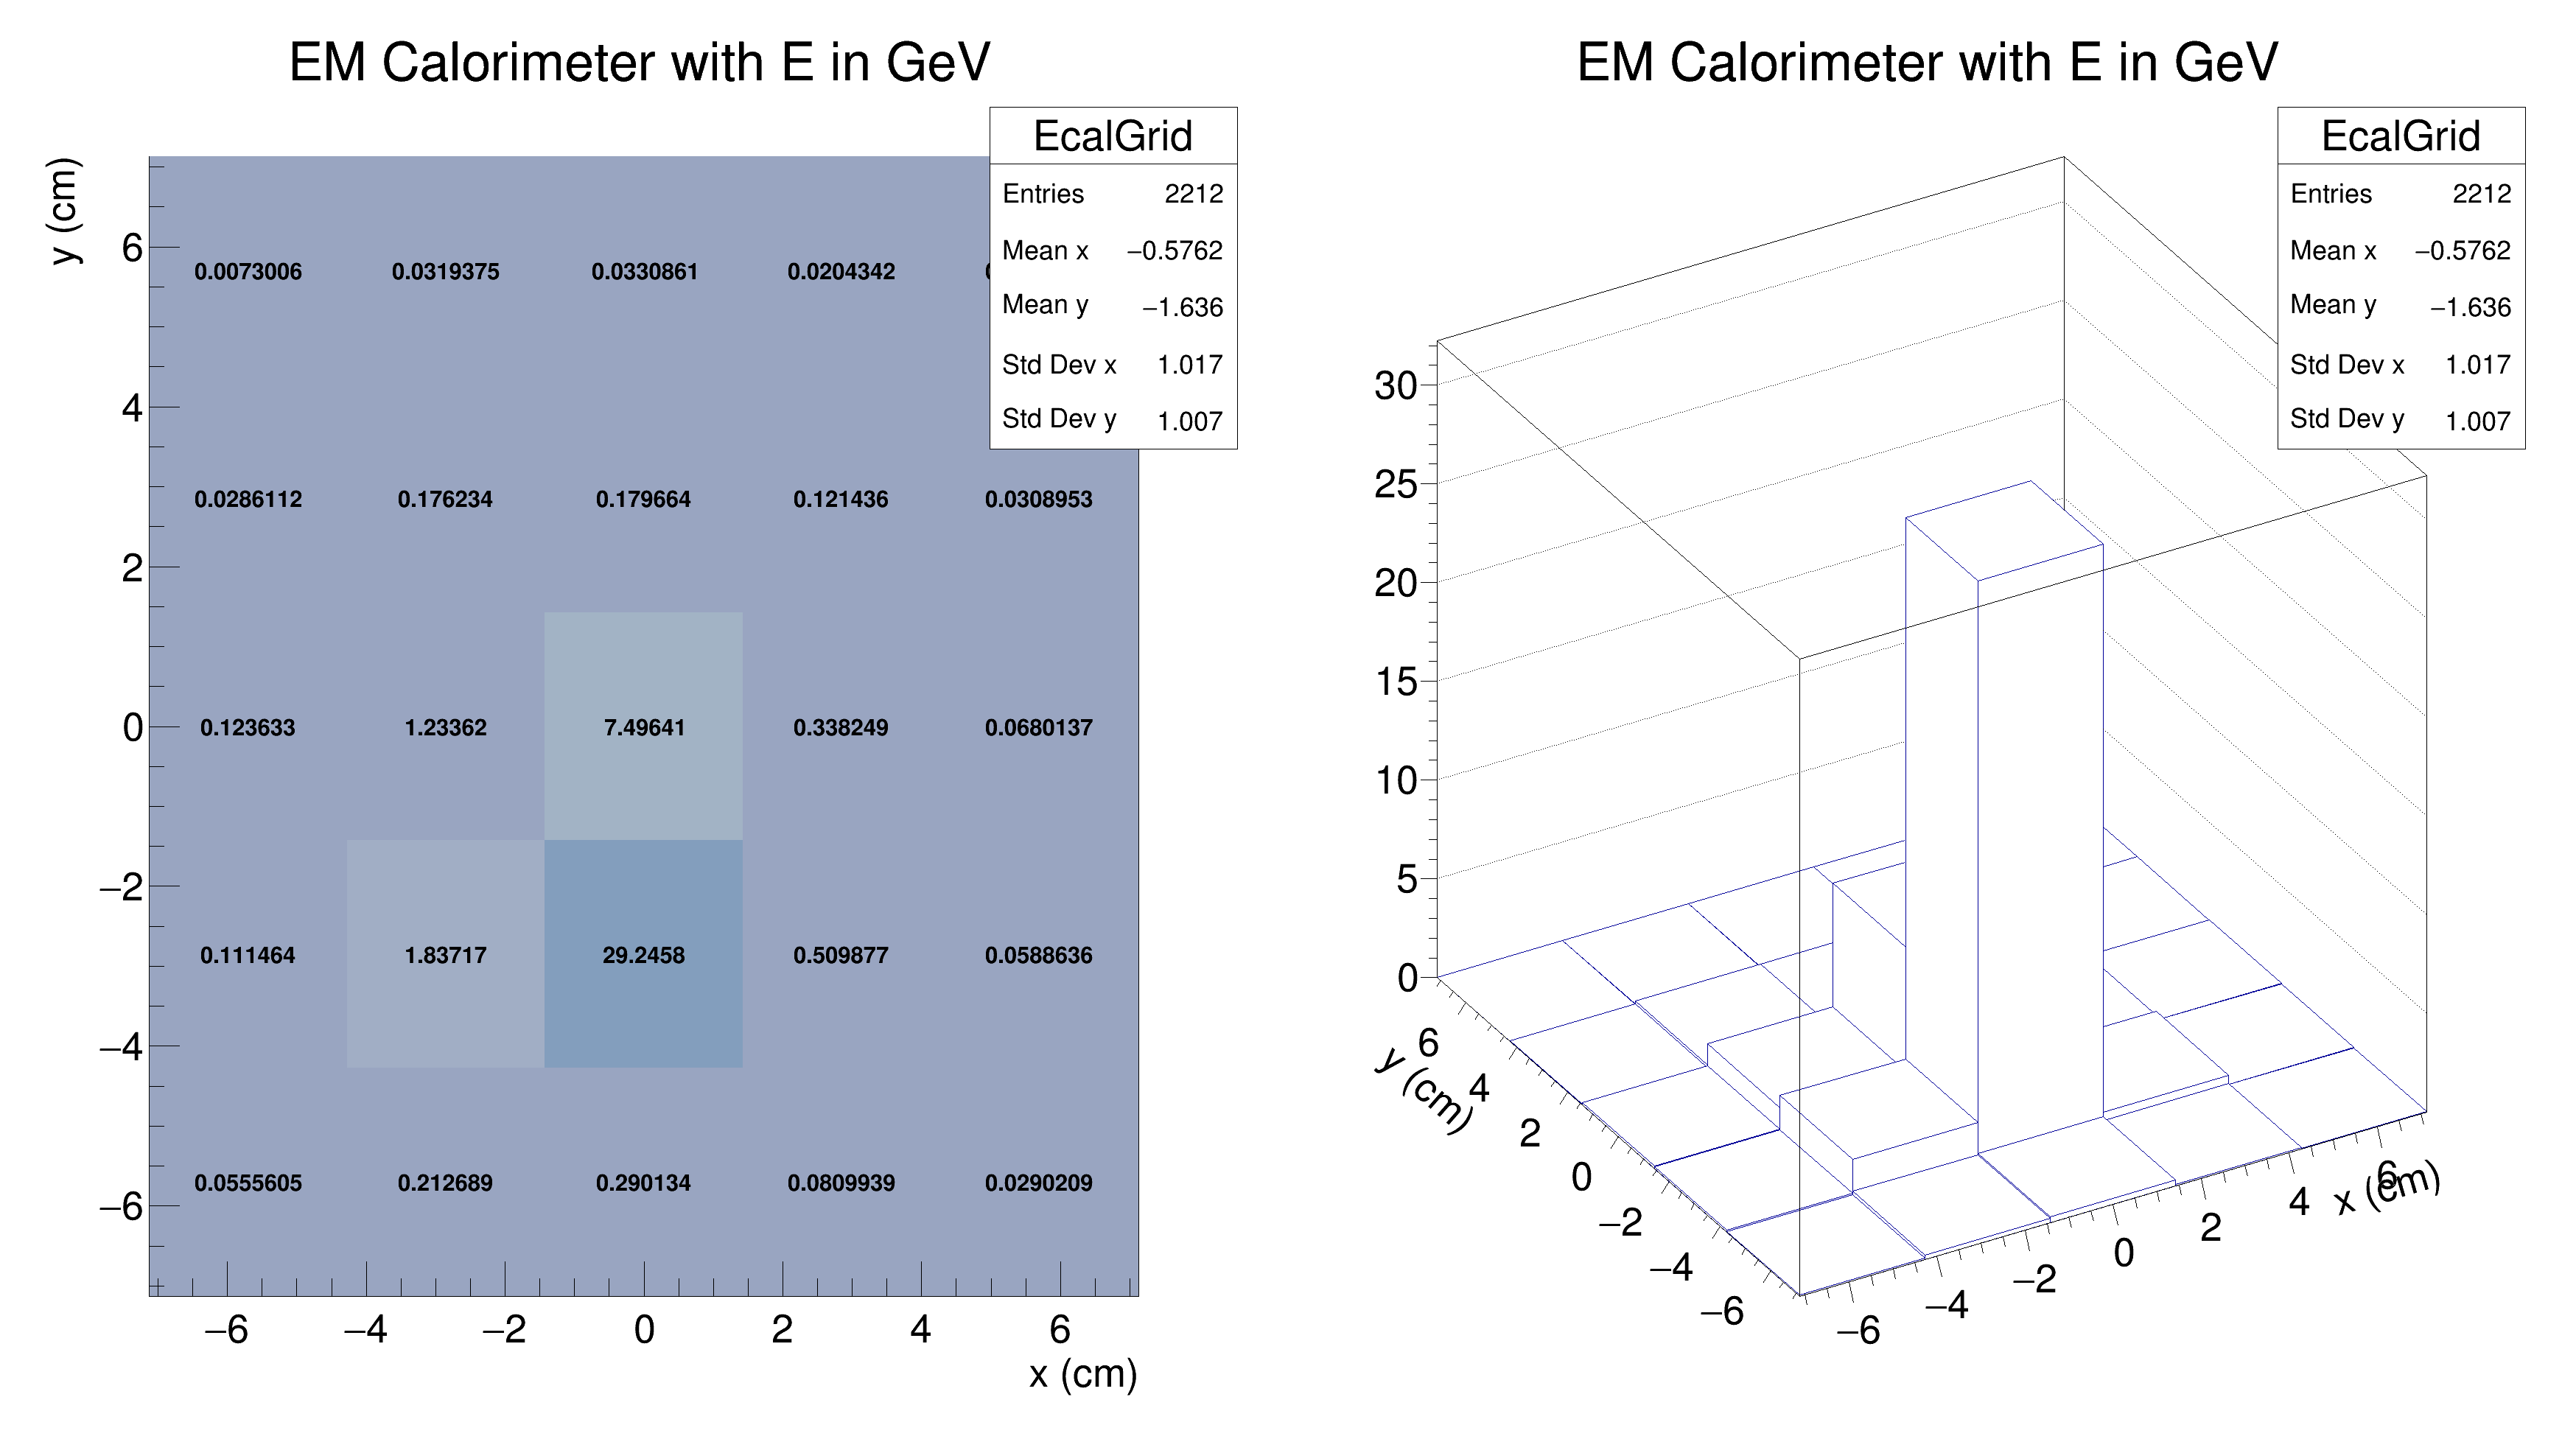 EM Calorimeter with E in GeV
EcalGrid
Entries 2212
Mean x −0.5762
Mean y −1.636
Std Dev x 1.017
Std Dev y 1.007
y (cm)
6
4
2
0
−2
−4
−6
0.0073006 0.0319375 0.0330861 0.0204342
0.0286112 0.176234 0.179664 0.121436 0.0308953
0.123633 1.23362 7.49641 0.338249 0.0680137
0.111464 1.83717 29.2458 0.509877 0.0588636
0.0555605 0.212689 0.290134 0.0809939 0.0290209
−6 −4 −2 0 2 4 6
x (cm)
EM Calorimeter with E in GeV
EcalGrid
Entries 2212
Mean x −0.5762
Mean y −1.636
Std Dev x 1.017
Std Dev y 1.007
30
25
20
15
10
5
0
y (cm)
6
4
2
0
−2
−4
−6
−6
−4
−2
0
2
4
6
x (cm)